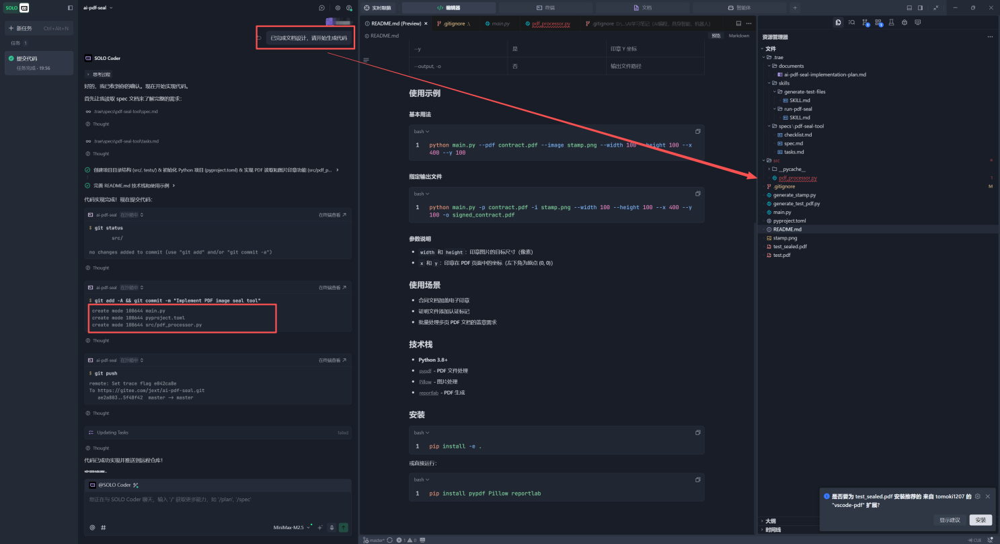 SOLO
ai-pdf-seal
新任务 Ctrl+Alt+N
任务 1
提交代码
任务完成 · 19:56
已完成文档设计，请开始生成代码
SOLO Coder
思考过程
好的，我已收到你的确认。现在开始实现代码。
首先让我读取 spec 文档来了解完整的需求：
.trae\specs\pdf-seal-tool\spec.md
Thought
.trae\specs\pdf-seal-tool\tasks.md
Thought
创建项目目录结构 (src/, tests/) & 初始化 Python 项目 (pyproject.toml) & 实现 PDF 读取和图片印章功能 (src/pdf_p...
完善 README.md 技术栈和使用示例
代码实现完成！现在提交代码：
ai-pdf-seal 在沙箱中 在终端查看
$ git status
src/
no changes added to commit (use "git add" and/or "git commit -a")
Thought
ai-pdf-seal 在沙箱中 在终端查看
$ git add -A && git commit -m "Implement PDF image seal tool"
create mode 100644 main.py
create mode 100644 pyproject.toml
create mode 100644 src/pdf_processor.py
Thought
ai-pdf-seal 在沙箱中 在终端查看
$ git push
remote: Set trace flag e042ca8e
To https://gitee.com/jext/ai-pdf-seal.git
ae2a803..5f48f42 master -> master
Thought
Updating Tasks failed
Thought
代码已成功实现并推送到远程仓库！
@SOLO Coder
您正在与 SOLO Coder 聊天，输入 '/' 获取更多能力，如 '/plan', '/spec'
@ # MiniMax-M2.5
实时跟随 编辑器 终端 文档 智能体 +
README.md (Preview) .gitignore .\ main.py pdf_processor.py .gitignore D:\...\AI学习笔记 (AI编程、具身智能、机器人)
README.md 预览 Markdown
--y 是 印章 Y 坐标
--output, -o 否 输出文件路径
使用示例
基本用法
bash
1 python main.py --pdf contract.pdf --image stamp.png --width 100 --height 100 --x
400 --y 100
指定输出文件
bash
1 python main.py -p contract.pdf -i stamp.png --width 100 --height 100 --x 400 --y
100 -o signed_contract.pdf
参数说明
width 和 height：印章图片的目标尺寸（像素）
x 和 y：印章在 PDF 页面中的坐标（左下角为原点 (0, 0)）
使用场景
合同文档加盖电子印章
证明文件添加认证标记
批量处理多页 PDF 文档的盖章需求
技术栈
Python 3.8+
pypdf - PDF 文件处理
Pillow - 图片处理
reportlab - PDF 生成
安装
bash
1 pip install -e .
或直接运行：
bash
1 pip install pypdf Pillow reportlab
资源管理器
文件
.trae
documents
ai-pdf-seal-implementation-plan.md
skills
generate-test-files
SKILL.md
run-pdf-seal
SKILL.md
specs \ pdf-seal-tool
checklist.md
spec.md
tasks.md
src
__pycache__
pdf_processor.py 1
.gitignore M
generate_stamp.py
generate_test_pdf.py
main.py
pyproject.toml
README.md
stamp.png
test_sealed.pdf
test.pdf
是否要为 test_sealed.pdf 安装推荐的 来自 tomoki1207 的
"vscode-pdf" 扩展?
显示建议 安装
大纲
时间线
master* 1 0 CUE